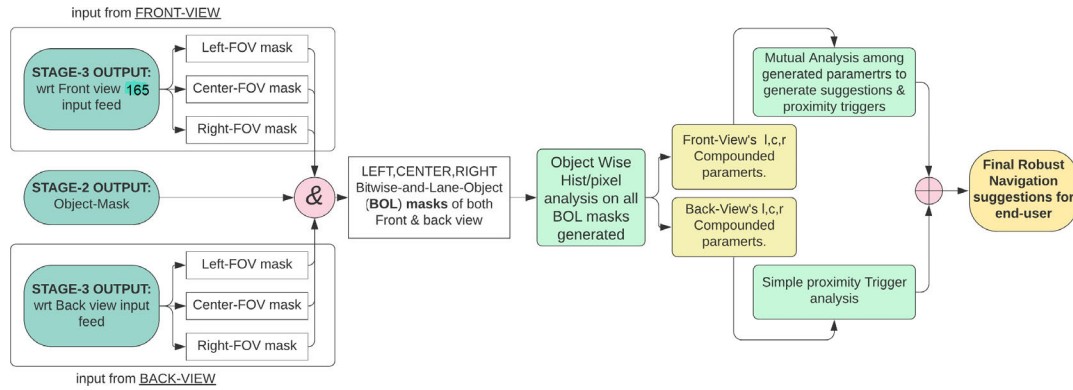 input from FRONT-VIEW
STAGE-3 OUTPUT:
wrt Front view 165
input feed
Left-FOV mask
Center-FOV mask
Right-FOV mask
STAGE-2 OUTPUT:
Object-Mask
STAGE-3 OUTPUT:
wrt Back view input
feed
Left-FOV mask
Center-FOV mask
Right-FOV mask
input from BACK-VIEW
&
LEFT,CENTER,RIGHT
Bitwise-and-Lane-Object
(BOL) masks of both
Front & back view
Object Wise
Hist/pixel
analysis on all
BOL masks
generated
Front-View's l,c,r
Compounded
paramerts.
Back-View's l,c,r
Compounded
paramerts.
Mutual Analysis among
generated paramertrs to
generate suggestions &
proximity triggers
Simple proximity Trigger
analysis
Final Robust
Navigation
suggestions for
end-user